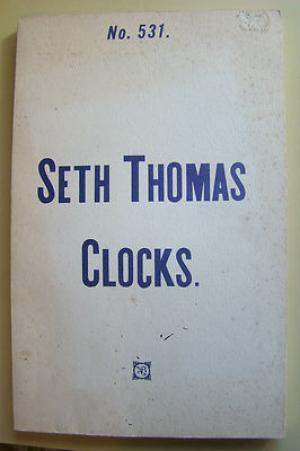 No. 531.
SETH THOMAS
CLOCKS.